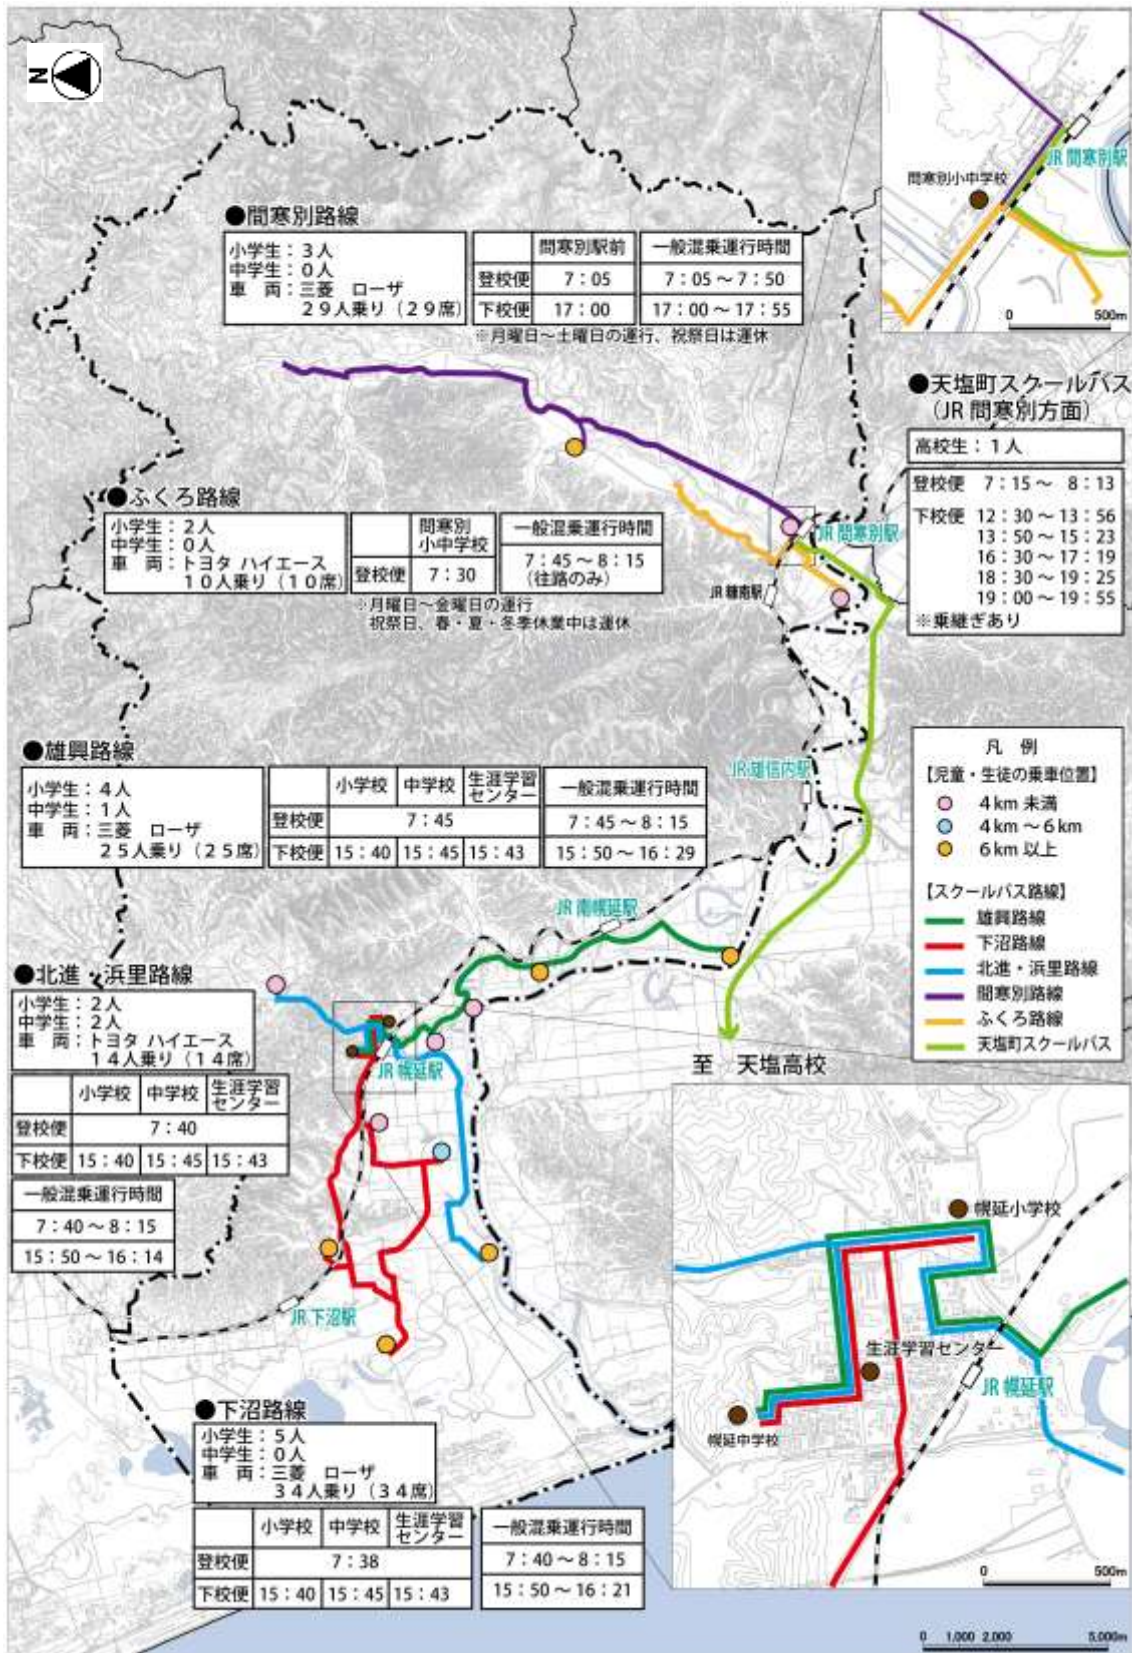 N
●問寒別路線
小学生：3人
中学生：0人
車　両：三菱　ローザ
29人乗り（29席）
問寒別駅前
登校便 7：05
下校便 17：00
一般混乗運行時間
7：05～7：50
17：00～17：55
※月曜日～土曜日の運行、祝祭日は運休
問寒別小中学校
JR 問寒別駅
0 500m
●天塩町スクールバス
（JR 問寒別方面）
高校生：1人
登校便 7：15～ 8：13
下校便 12：30～13：56
13：50～15：23
16：30～17：19
18：30～19：25
19：00～19：55
※乗継ぎあり
●ふくろ路線
小学生：2人
中学生：0人
車　両：トヨタ ハイエース
10人乗り（10席）
問寒別
小中学校
登校便 7：30
一般混乗運行時間
7：45～8：15
（往路のみ）
※月曜日～金曜日の運行
祝祭日、春・夏・冬季休業中は運休
JR 問寒別駅
●雄興路線
小学生：4人
中学生：1人
車　両：三菱　ローザ
25人乗り（25席）
小学校 中学校 生涯学習
センター
登校便 7：45
下校便 15：40 15：45 15：43
一般混乗運行時間
7：45～8：15
15：50～16：29
JR 雄信内駅
JR 南幌延駅
凡　例
【児童・生徒の乗車位置】
4km 未満
4km～6km
6km 以上
【スクールバス路線】
雄興路線
下沼路線
北進・浜里路線
問寒別路線
ふくろ路線
天塩町スクールバス
●北進・浜里路線
小学生：2人
中学生：2人
車　両：トヨタ ハイエース
14人乗り（14席）
小学校 中学校 生涯学習
センター
登校便 7：40
下校便 15：40 15：45 15：43
一般混乗運行時間
7：40～8：15
15：50～16：14
JR 幌延駅
至　天塩高校
JR 下沼駅
●下沼路線
小学生：5人
中学生：0人
車　両：三菱　ローザ
34人乗り（34席）
小学校 中学校 生涯学習
センター
登校便 7：38
下校便 15：40 15：45 15：43
一般混乗運行時間
7：40～8：15
15：50～16：21
幌延小学校
生涯学習センター
JR 幌延駅
幌延中学校
0 500m
0 1,000 2,000 5,000m